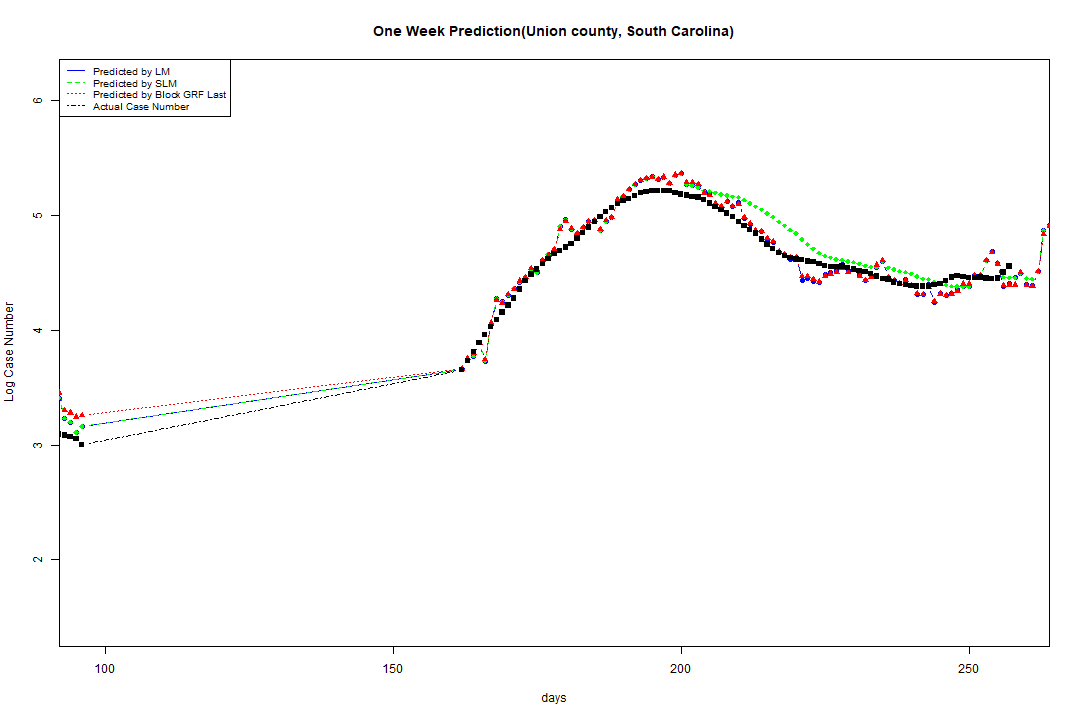 One Week Prediction(Union county, South Carolina)
Predicted by LM
Predicted by SLM
Predicted by Block GRF Last
Actual Case Number
6
5
4
3
2
Log Case Number
100 150 200 250
days